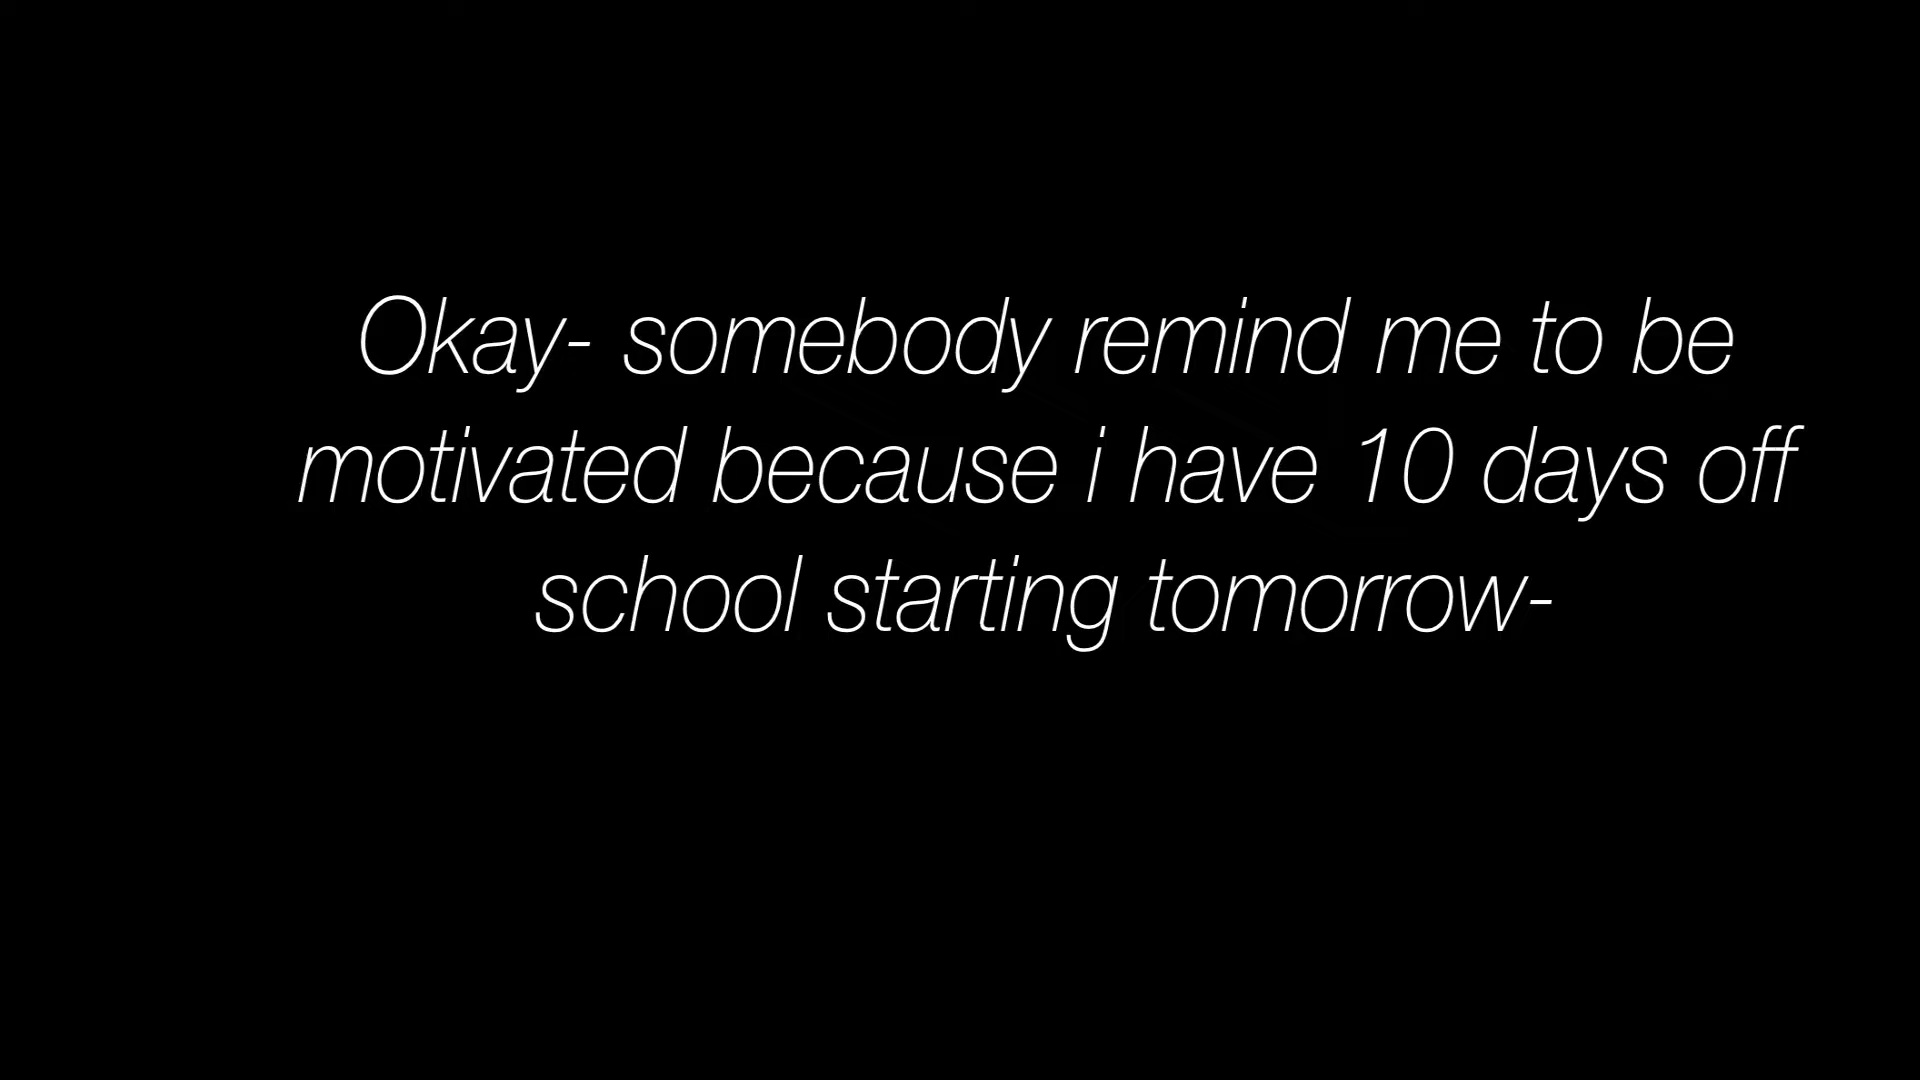 Okay- somebody remind me to be
motivated because i have 10 days off
school starting tomorrow-